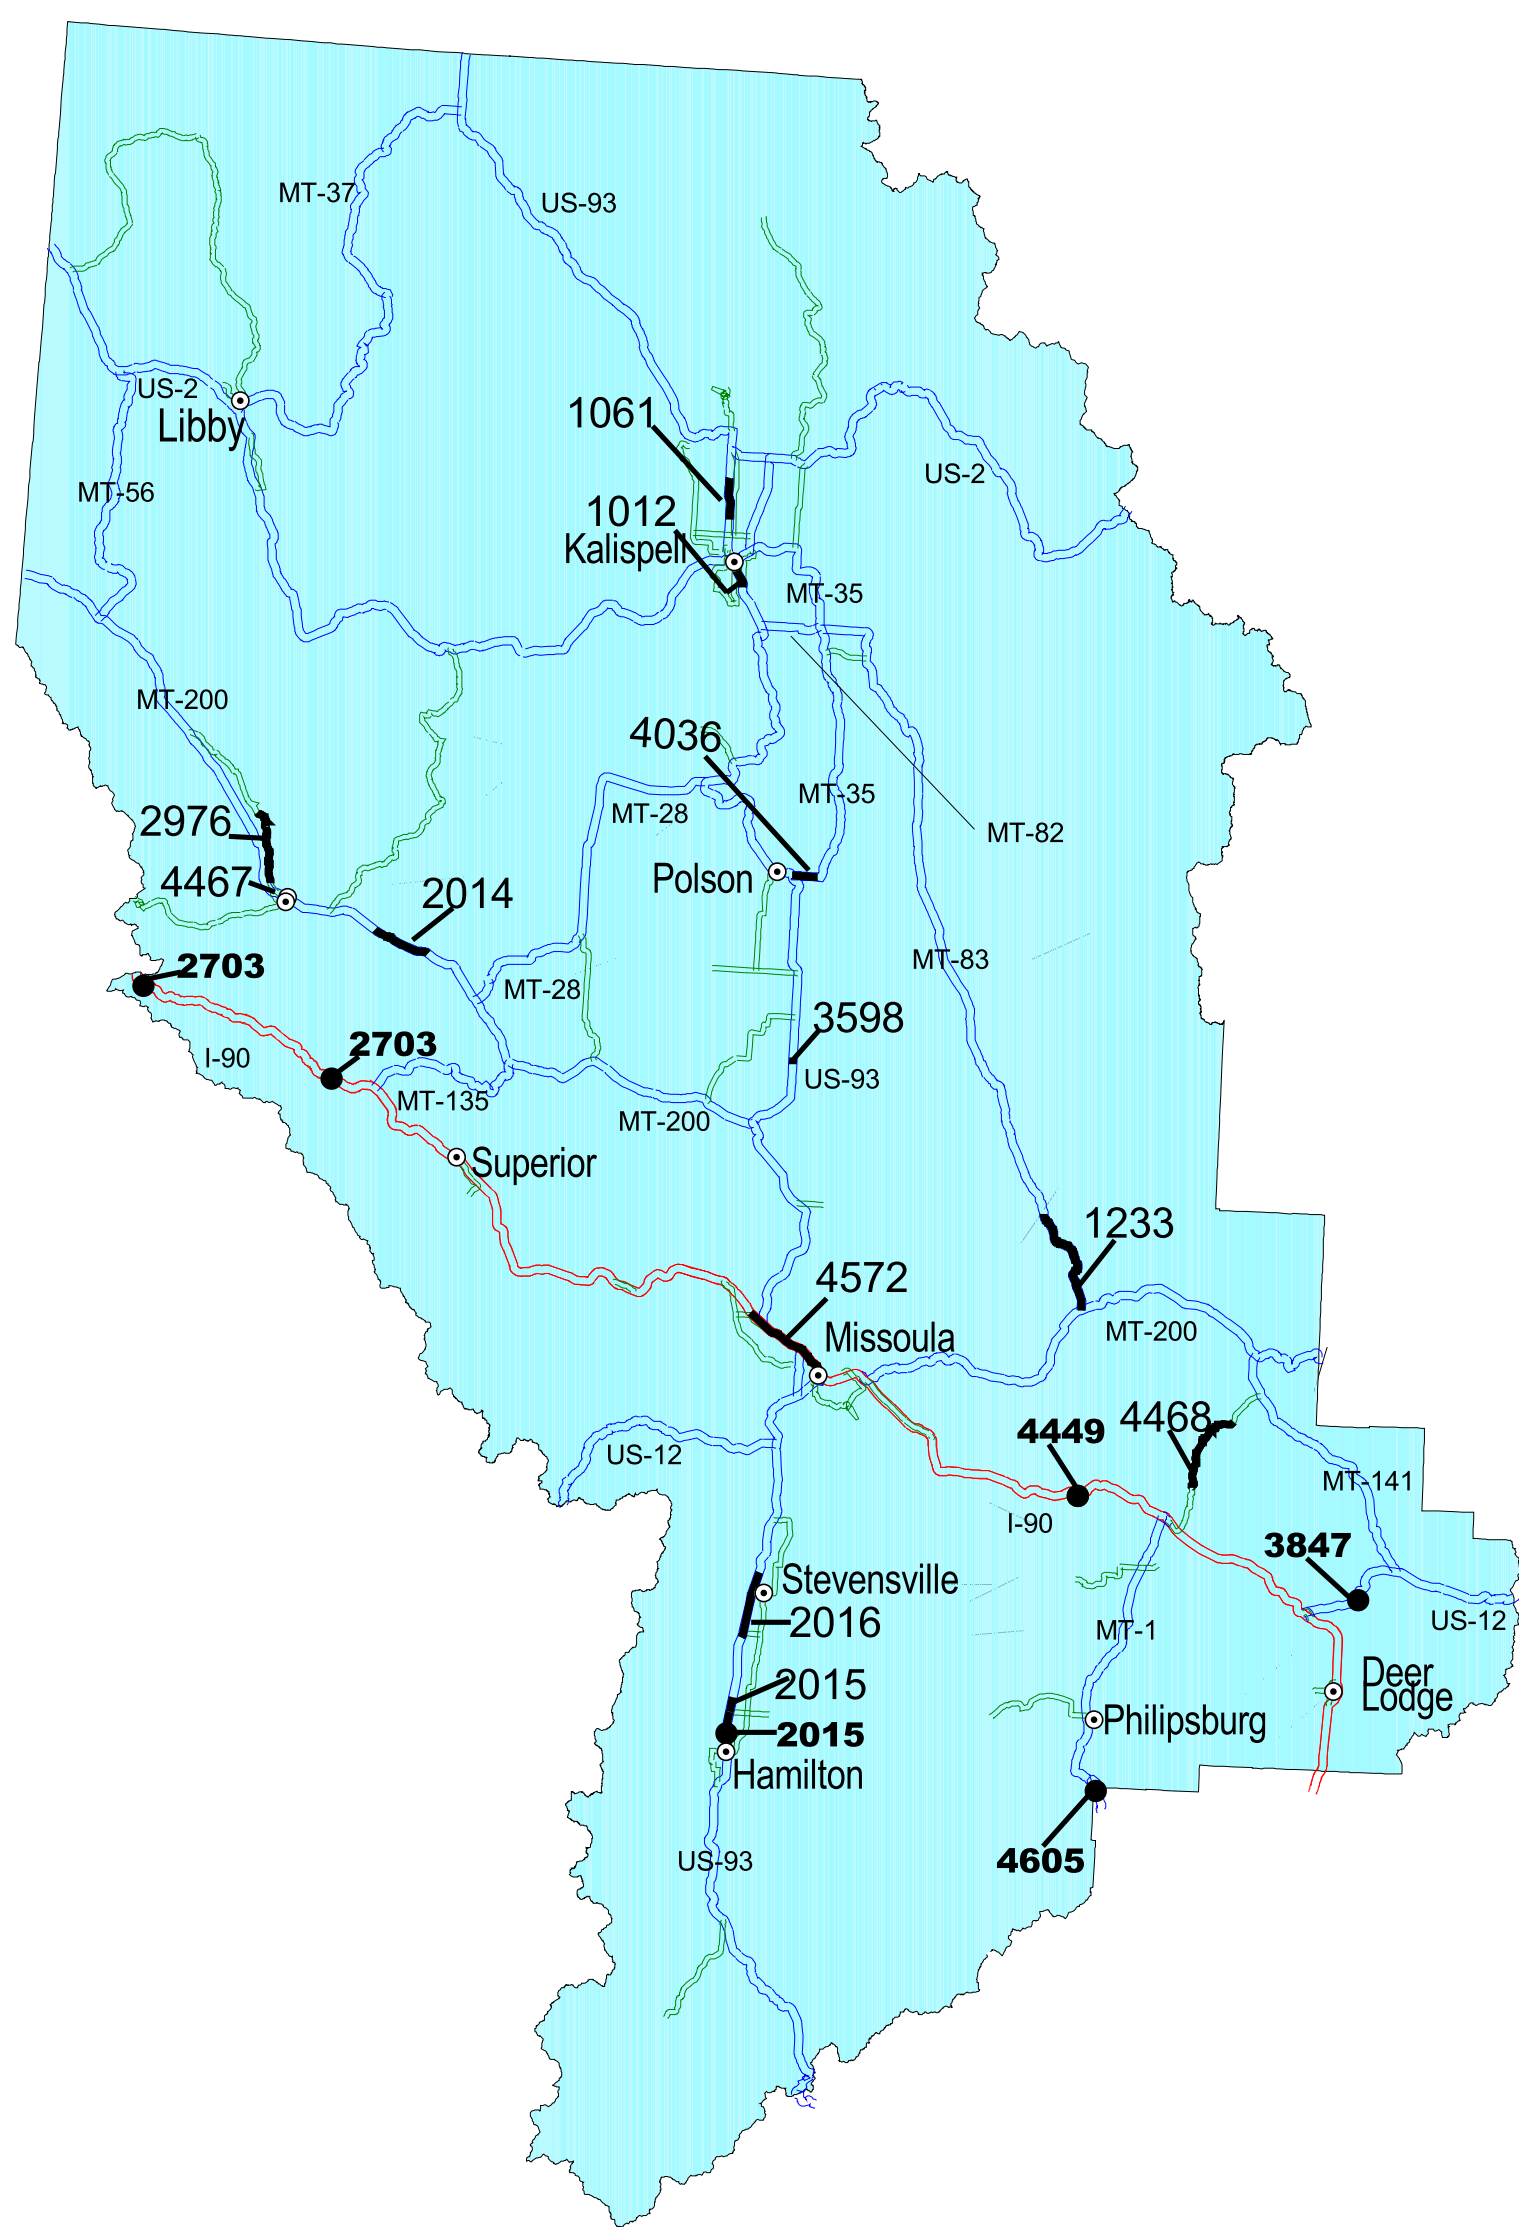 MT-37
US-93
US-2
Libby
1061
US-2
MT-56
1012
Kalispell
MT-35
MT-200
4036
MT-28
MT-35
MT-82
2976
4467
2014
Polson
MT-83
2703
MT-28
3598
2703
I-90
US-93
MT-135
MT-200
Superior
1233
4572
Missoula
MT-200
4468
4449
US-12
MT-141
I-90
3847
Stevensville
2016
MT-1
US-12
2015
Deer
Lodge
2015
Philipsburg
Hamilton
US-93
4605